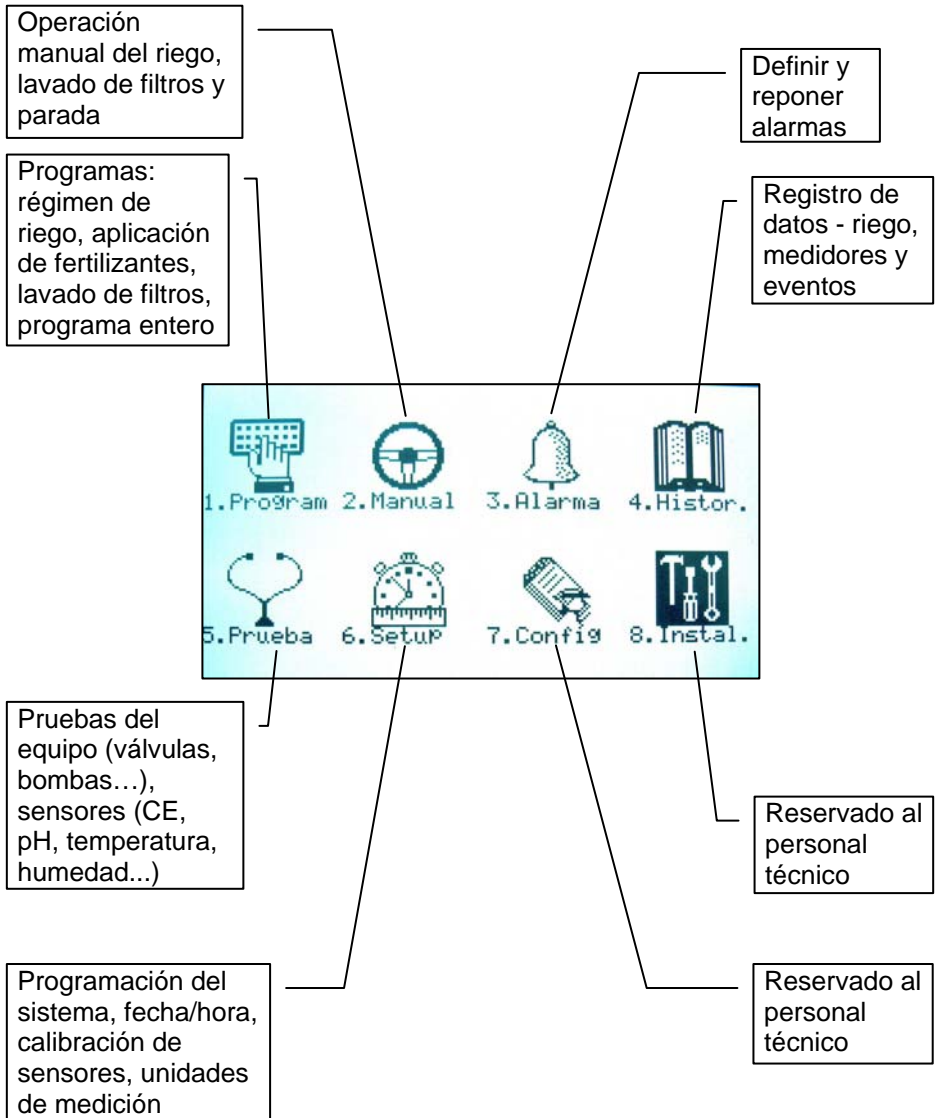 Operación
manual del riego,
lavado de filtros y
parada
Definir y
reponer
alarmas
Programas:
régimen de
riego, aplicación
de fertilizantes,
lavado de filtros,
programa entero
Registro de
datos - riego,
medidores y
eventos
1.Program 2.Manual 3.Alarma 4.Histor.
5.Prueba 6.Setup 7.Config 8.Instal.
Pruebas del
equipo (válvulas,
bombas…),
sensores (CE,
pH, temperatura,
humedad...)
Reservado al
personal
técnico
Programación del
sistema, fecha/hora,
calibración de
sensores, unidades
de medición
Reservado al
personal
técnico